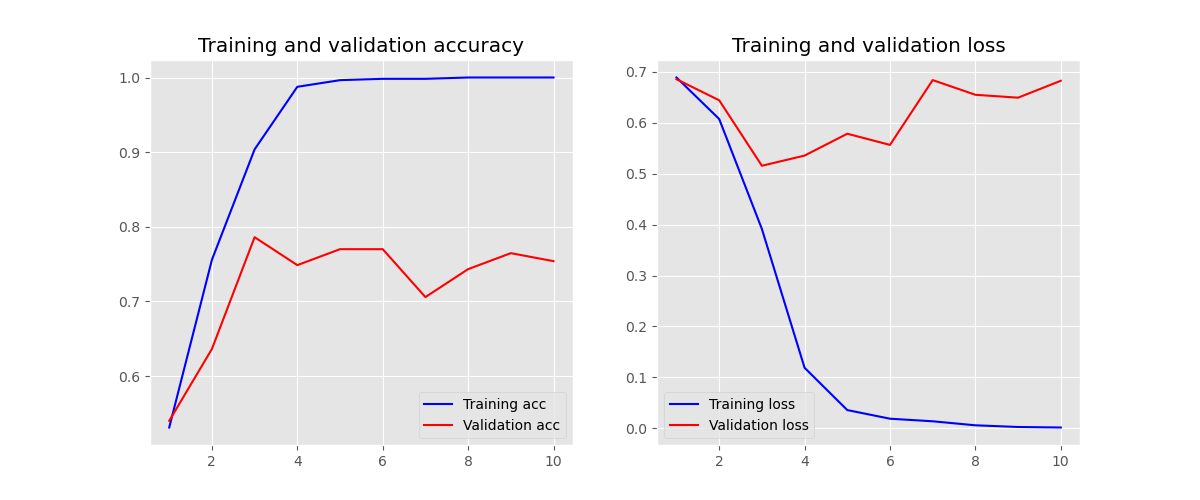 Training and validation accuracy
1.0
0.9
0.8
0.7
0.6
2 4 6 8 10
Training acc
Validation acc
Training and validation loss
0.7
0.6
0.5
0.4
0.3
0.2
0.1
0.0
2 4 6 8 10
Training loss
Validation loss